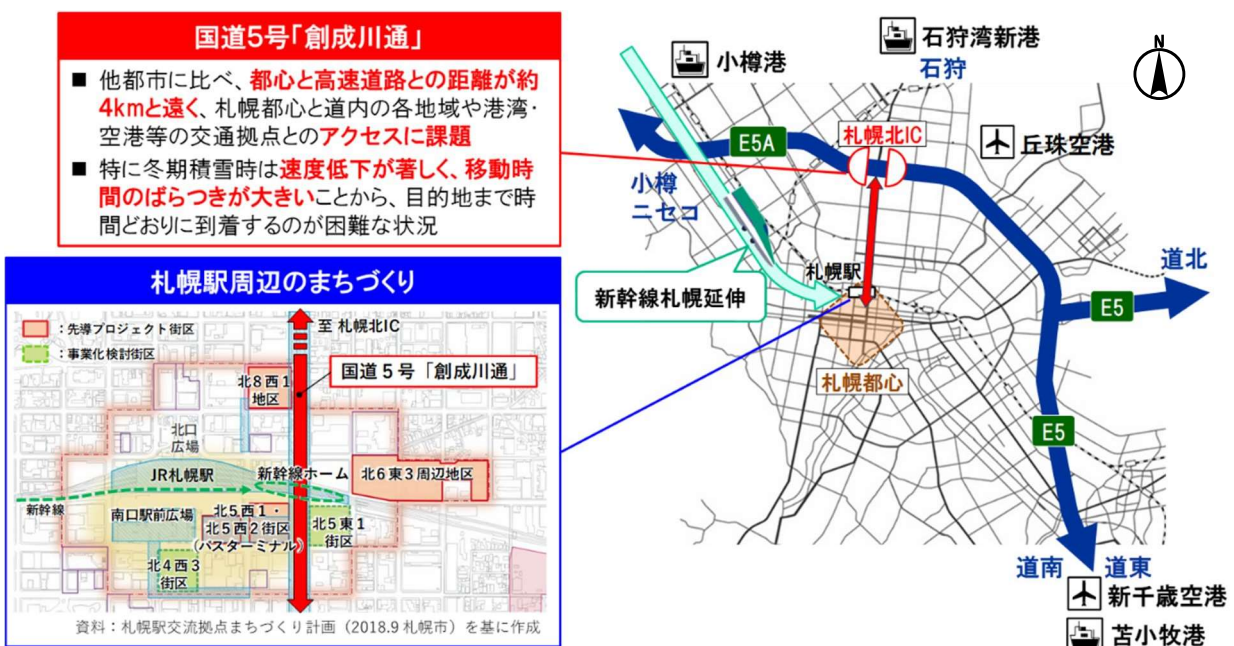 国道5号「創成川通」
■ 他都市に比べ、都心と高速道路との距離が約
4kmと遠く、札幌都心と道内の各地域や港湾・
空港等の交通拠点とのアクセスに課題
■ 特に冬期積雪時は速度低下が著しく、移動時
間のばらつきが大きいことから、目的地まで時
間どおりに到着するのが困難な状況
札幌駅周辺のまちづくり
：先導プロジェクト街区
：事業化検討街区
至 札幌北IC
国道5号「創成川通」
北8西1
地区
北口
広場
JR札幌駅
新幹線ホーム
北6東3周辺地区
新幹線
南口駅前広場
北5西1・
北5西2街区
（バスターミナル）
北5東1
街区
北4西3
街区
資料：札幌駅交流拠点まちづくり計画（2018.9 札幌市）を基に作成
小樽港
石狩湾新港
石狩
N
E5A
札幌北IC
丘珠空港
小樽
ニセコ
新幹線札幌延伸
札幌駅
道北
E5
札幌都心
E5
道南
道東
新千歳空港
苫小牧港